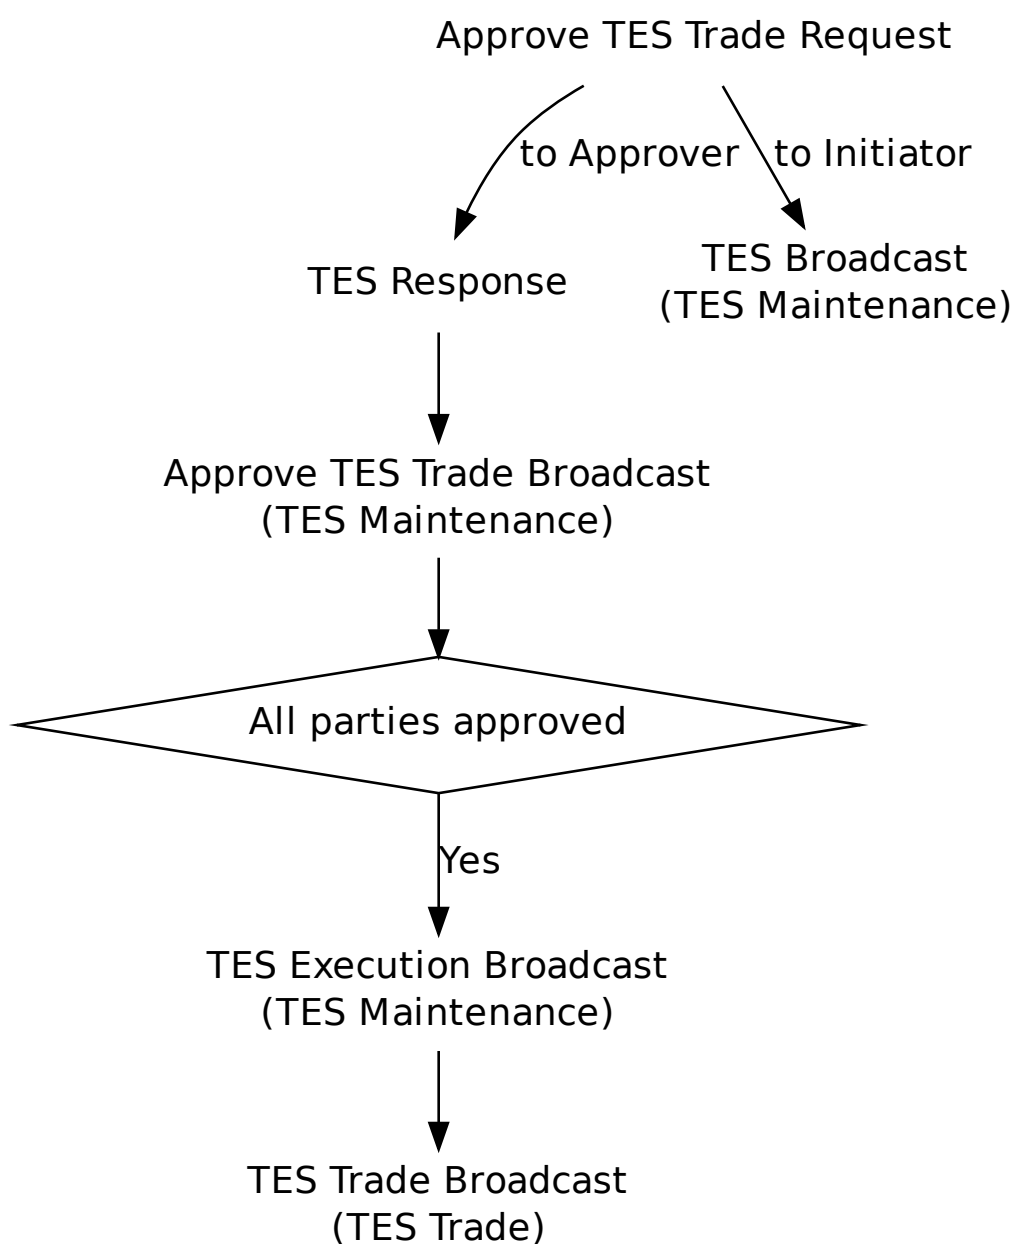 Approve TES Trade Request
to Approver
to Initiator
TES Response
TES Broadcast
(TES Maintenance)
Approve TES Trade Broadcast
(TES Maintenance)
All parties approved
Yes
TES Execution Broadcast
(TES Maintenance)
TES Trade Broadcast
(TES Trade)